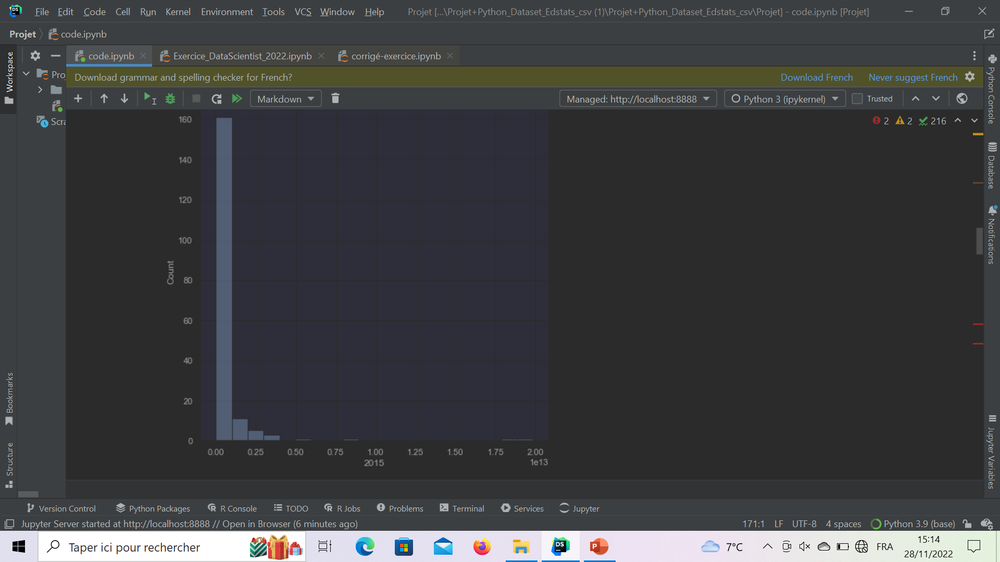 File Edit Code Cell Run Kernel Environment Tools VCS Window Help Projet [...\Projet+Python_Dataset_Edstats_csv (1)\Projet+Python_Dataset_Edstats_csv\Projet] - code.ipynb [Projet]
Projet code.ipynb
code.ipynb Exercice_DataScientist_2022.ipynb corrigé-exercice.ipynb
Workspace
Proj
Scra
Download grammar and spelling checker for French? Download French Never suggest French
Markdown Managed: http://localhost:8888 Python 3 (ipykernel) Trusted
2 2 216
160
140
120
100
80
60
40
20
0
Count
0.00 0.25 0.50 0.75 1.00 1.25 1.50 1.75 2.00
2015 1e13
Python Console
Database
Notifications
Jupyter Variables
Bookmarks
Structure
Version Control Python Packages R Console TODO R Jobs Problems Terminal Services Jupyter
Jupyter Server started at http://localhost:8888 // Open in Browser (6 minutes ago) 171:1 LF UTF-8 4 spaces Python 3.9 (base)
Taper ici pour rechercher 7°C FRA 15:14
28/11/2022